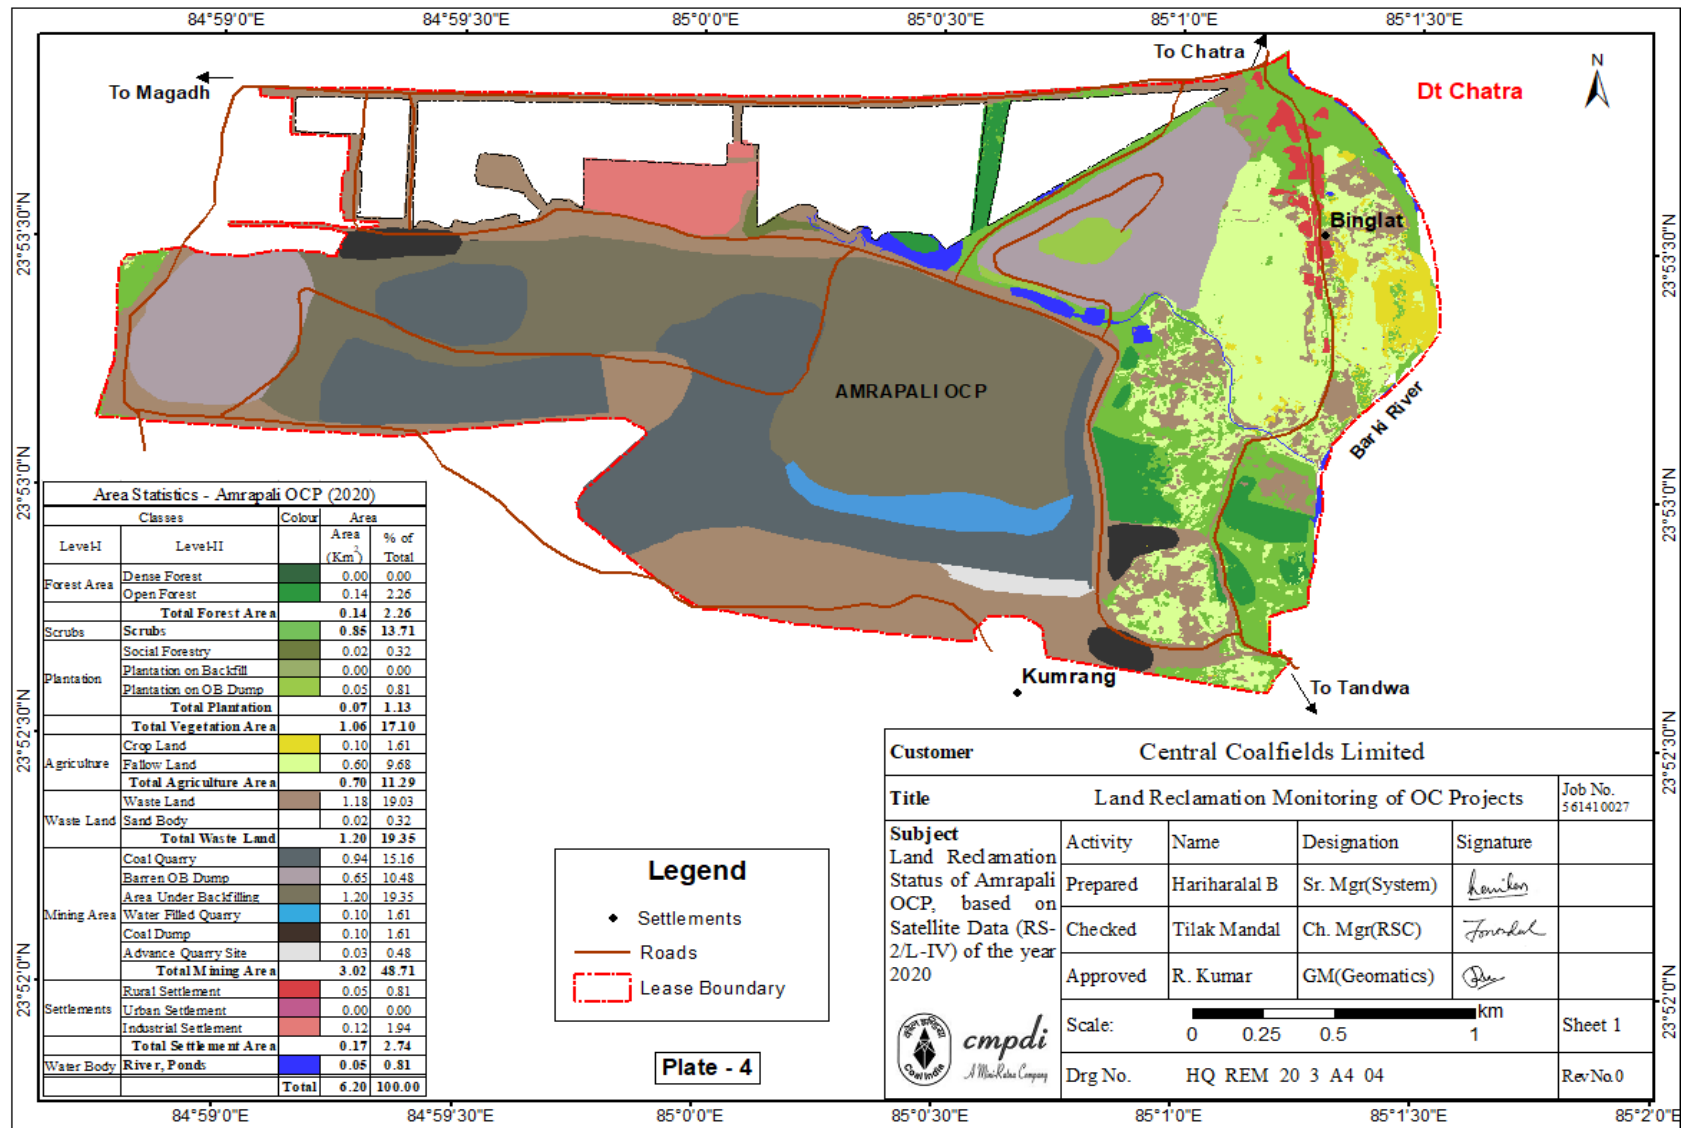 84°59'0"E 84°59'30"E 85°0'0"E 85°0'30"E 85°1'0"E 85°1'30"E
To Chatra
N
To Magadh
Dt Chatra
23°53'30"N
23°53'30"N
Binglat
AMRAPALI OCP
Barki River
23°53'0"N
23°53'0"N
Kumrang
To Tandwa
23°52'30"N
23°52'30"N
23°52'0"N
23°52'0"N
Area Statistics - Amrapali OCP (2020)
Classes Colour Area
Level-I Level-II Area (Km2) % of Total
Forest Area Dense Forest 0.00 0.00
Open Forest 0.14 2.26
Total Forest Area 0.14 2.26
Scrubs Scrubs 0.85 13.71
Plantation Social Forestry 0.02 0.32
Plantation on Backfill 0.00 0.00
Plantation on OB Dump 0.05 0.81
Total Plantation 0.07 1.13
Total Vegetation Area 1.06 17.10
Agriculture Crop Land 0.10 1.61
Fallow Land 0.60 9.68
Total Agriculture Area 0.70 11.29
Waste Land Waste Land 1.18 19.03
Sand Body 0.02 0.32
Total Waste Land 1.20 19.35
Mining Area Coal Quarry 0.94 15.16
Barren OB Dump 0.65 10.48
Area Under Backfilling 1.20 19.35
Water Filled Quarry 0.10 1.61
Coal Dump 0.10 1.61
Advance Quarry Site 0.03 0.48
Total Mining Area 3.02 48.71
Settlements Rural Settlement 0.05 0.81
Urban Settlement 0.00 0.00
Industrial Settlement 0.12 1.94
Total Settlement Area 0.17 2.74
Water Body River, Ponds 0.05 0.81
Total 6.20 100.00
Legend
Settlements
Roads
Lease Boundary
Plate - 4
Customer Central Coalfields Limited
Title Land Reclamation Monitoring of OC Projects Job No. 561410027
Subject
Land Reclamation
Status of Amrapali
OCP, based on
Satellite Data (RS-
2/L-IV) of the year
2020
Activity Name Designation Signature
Prepared Hariharalal B Sr. Mgr(System)
Checked Tilak Mandal Ch. Mgr(RSC)
Approved R. Kumar GM(Geomatics)
Scale: 0 0.25 0.5 1 km Sheet 1
Coal India
cmpdi
A Mini-Ratna Company
Drg No. HQ REM 20 3 A4 04 Rev No.0
84°59'0"E 84°59'30"E 85°0'0"E 85°0'30"E 85°1'0"E 85°1'30"E 85°2'0"E